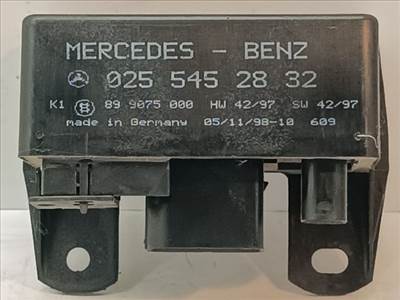 MERCEDES - BENZ
025 545 28 32
K1 89 9075 000 HW 42/97 SW 42/97
made in Germany 05/11/98-10 609